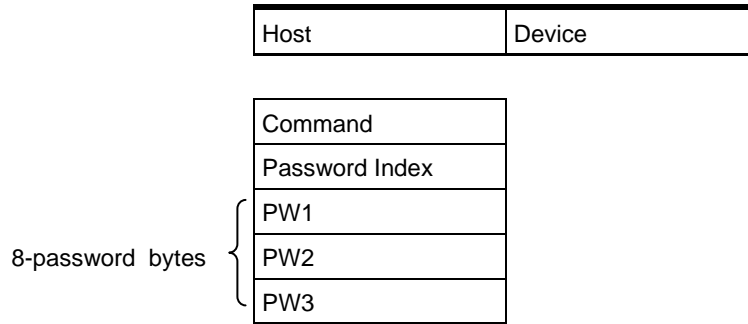 Host Device
Command
Password Index
PW1
8-password bytes PW2
PW3